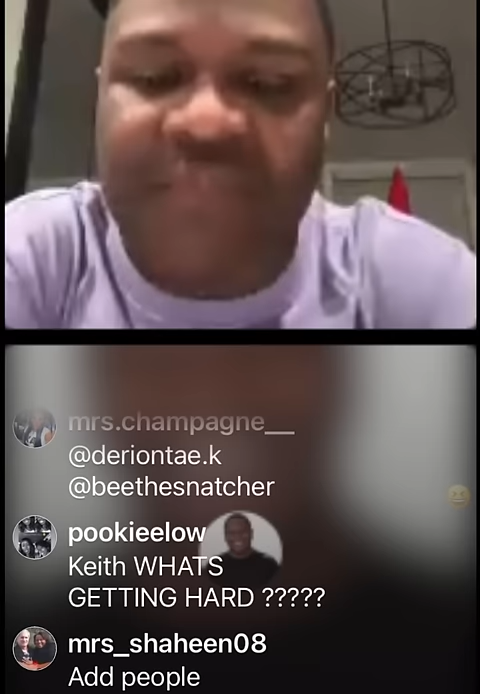 mrs.champagne__
@deriontae.k
@beethesnatcher
pookieelow
Keith WHATS
GETTING HARD ?????
mrs_shaheen08
Add people